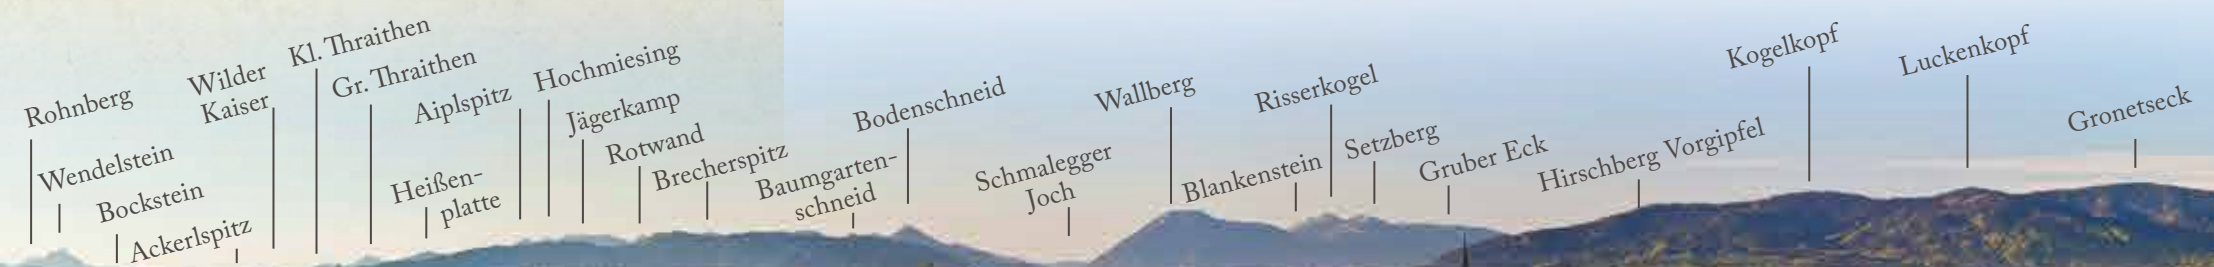 Rohnberg
Wendelstein
Bockstein
Ackerlspitz
Wilder
Kaiser
Kl. Thraithen
Gr. Thraithen
Heißen-
platte
Aiplspitz
Hochmiesing
Jägerkamp
Rotwand
Brecherspitz
Baumgarten-
schneid
Bodenschneid
Schmalegger
Joch
Wallberg
Blankenstein
Risserkogel
Setzberg
Gruber Eck
Hirschberg Vorgipfel
Kogelkopf
Luckenkopf
Gronetseck